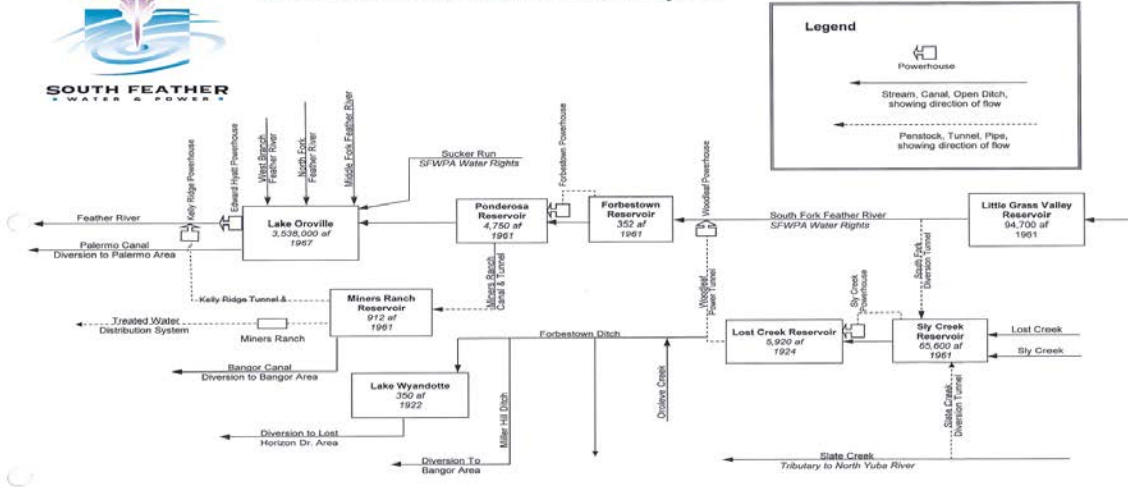 SOUTH FEATHER
WATER & POWER
Legend
Powerhouse
Stream, Canal, Open Ditch,
showing direction of flow
Penstock, Tunnel, Pipe,
showing direction of flow
Kelly Ridge Powerhouse
Edward Hyatt Powerhouse
West Branch
Feather River
North Fork
Feather River
Middle Fork Feather River
Sucker Run
SFWPA Water Rights
Forbestown Powerhouse
Woodleaf Powerhouse
Feather River
Lake Oroville
3,538,000 af
1967
Ponderosa
Reservoir
4,750 af
1961
Forbestown
Reservoir
352 af
1961
South Fork Feather River
SFWPA Water Rights
Little Grass Valley
Reservoir
94,700 af
1961
Palermo Canal
Diversion to Palermo Area
Miners Ranch
Canal & Tunnel
Woodleaf
Power Tunnel
South Fork
Diversion Tunnel
Kelly Ridge Tunnel &
Miners Ranch
Reservoir
912 af
1961
Treated Water
Distribution System
Miners Ranch
Forbestown Ditch
Lost Creek Reservoir
5,920 af
1924
Sly Creek
Powerhouse
Sly Creek
Reservoir
65,600 af
1961
Lost Creek
Sly Creek
Bangor Canal
Diversion to Bangor Area
Lake Wyandotte
350 af
1922
Miller Hill Ditch
Oroleve Creek
Slate Creek
Diversion Tunnel
Diversion to Lost
Horizon Dr. Area
Diversion To
Bangor Area
Slate Creek
Tributary to North Yuba River